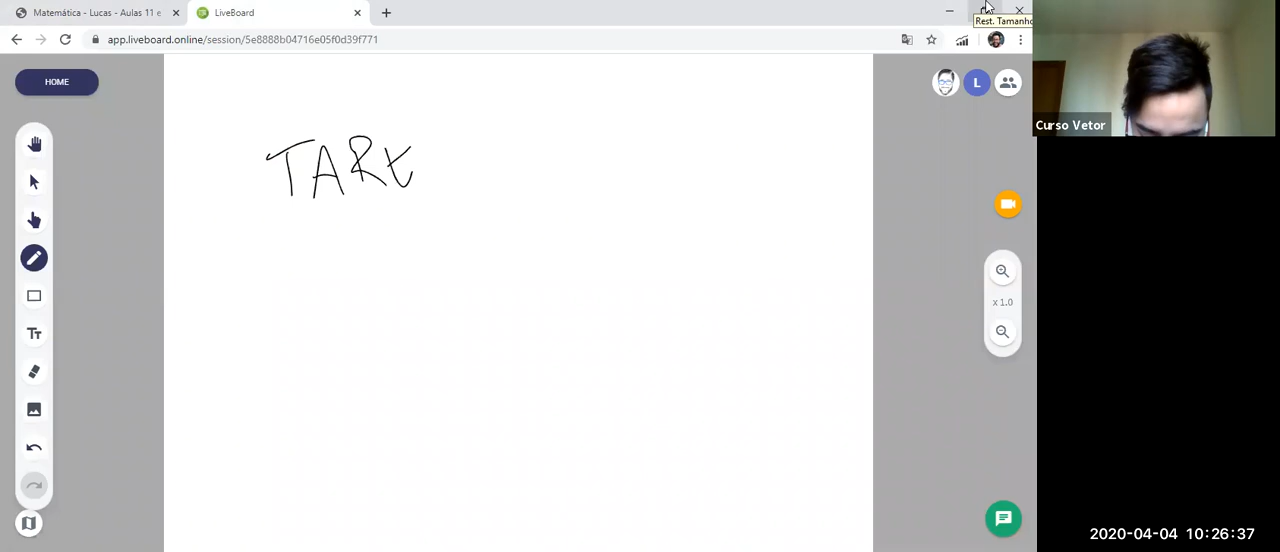 Matemática - Lucas - Aulas 11 e
LiveBoard
Rest. Tamanho
app.liveboard.online/session/5e8888b04716e05f0d39f771
HOME
L
Curso Vetor
TARE
x 1.0
Tт
2020-04-04 10:26:37